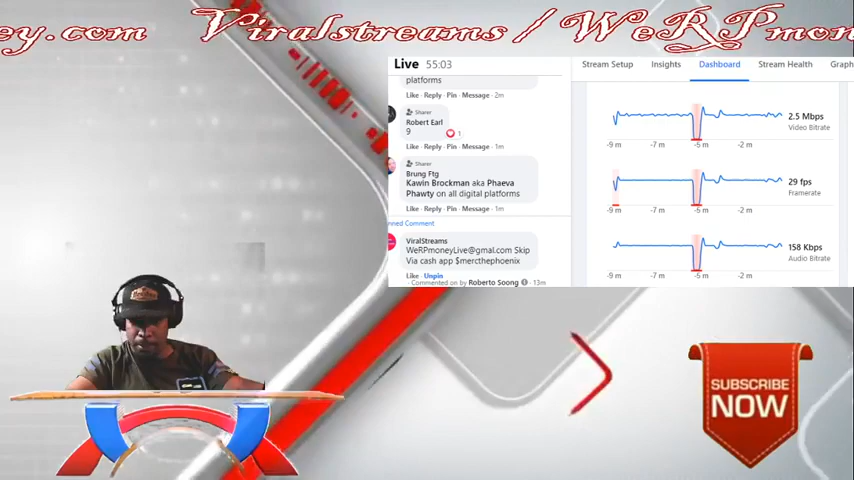 ey.com Viralstreams / WeRPmon
Live 55:03
platforms
Like · Reply · Pin · Message · 2m
Sharer
Robert Earl
9
1
Like · Reply · Pin · Message · 1m
Sharer
Brung Ftg
Kawin Brockman aka Phaeva
Phawty on all digital platforms
Like · Reply · Pin · Message · 1m
nned Comment
ViralStreams
WeRPmoneyLive@gmal.com Skip
Via cash app $mercthephoenix
Like · Unpin
· Commented on by Roberto Soong · 13m
Stream Setup Insights Dashboard Stream Health Graph
2.5 Mbps
Video Bitrate
-9 m -7 m -5 m -2 m
29 fps
Framerate
-9 m -7 m -5 m -2 m
158 Kbps
Audio Bitrate
-9 m -7 m -5 m -2 m
SUBSCRIBE
NOW